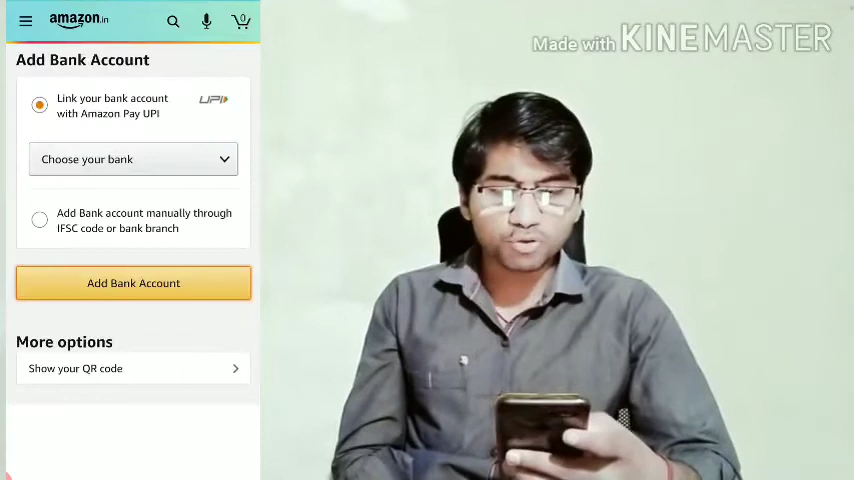 amazon.in
0
Add Bank Account
Link your bank account
with Amazon Pay UPI
UPI
Choose your bank
Add Bank account manually through
IFSC code or bank branch
Add Bank Account
More options
Show your QR code
Made with KINEMASTER